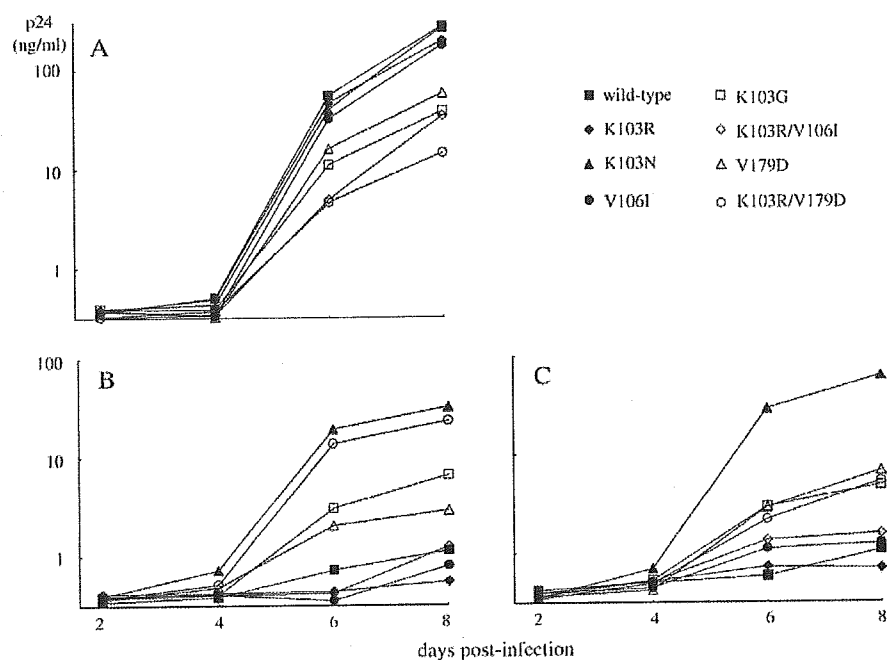 p24
(ng/ml)
A
100
10
1
wild-type
K103G
K103R
K103R/V106I
K103N
V179D
V106I
K103R/V179D
100
B
C
10
1
2
4
6
8
2
4
6
8
days post-infection